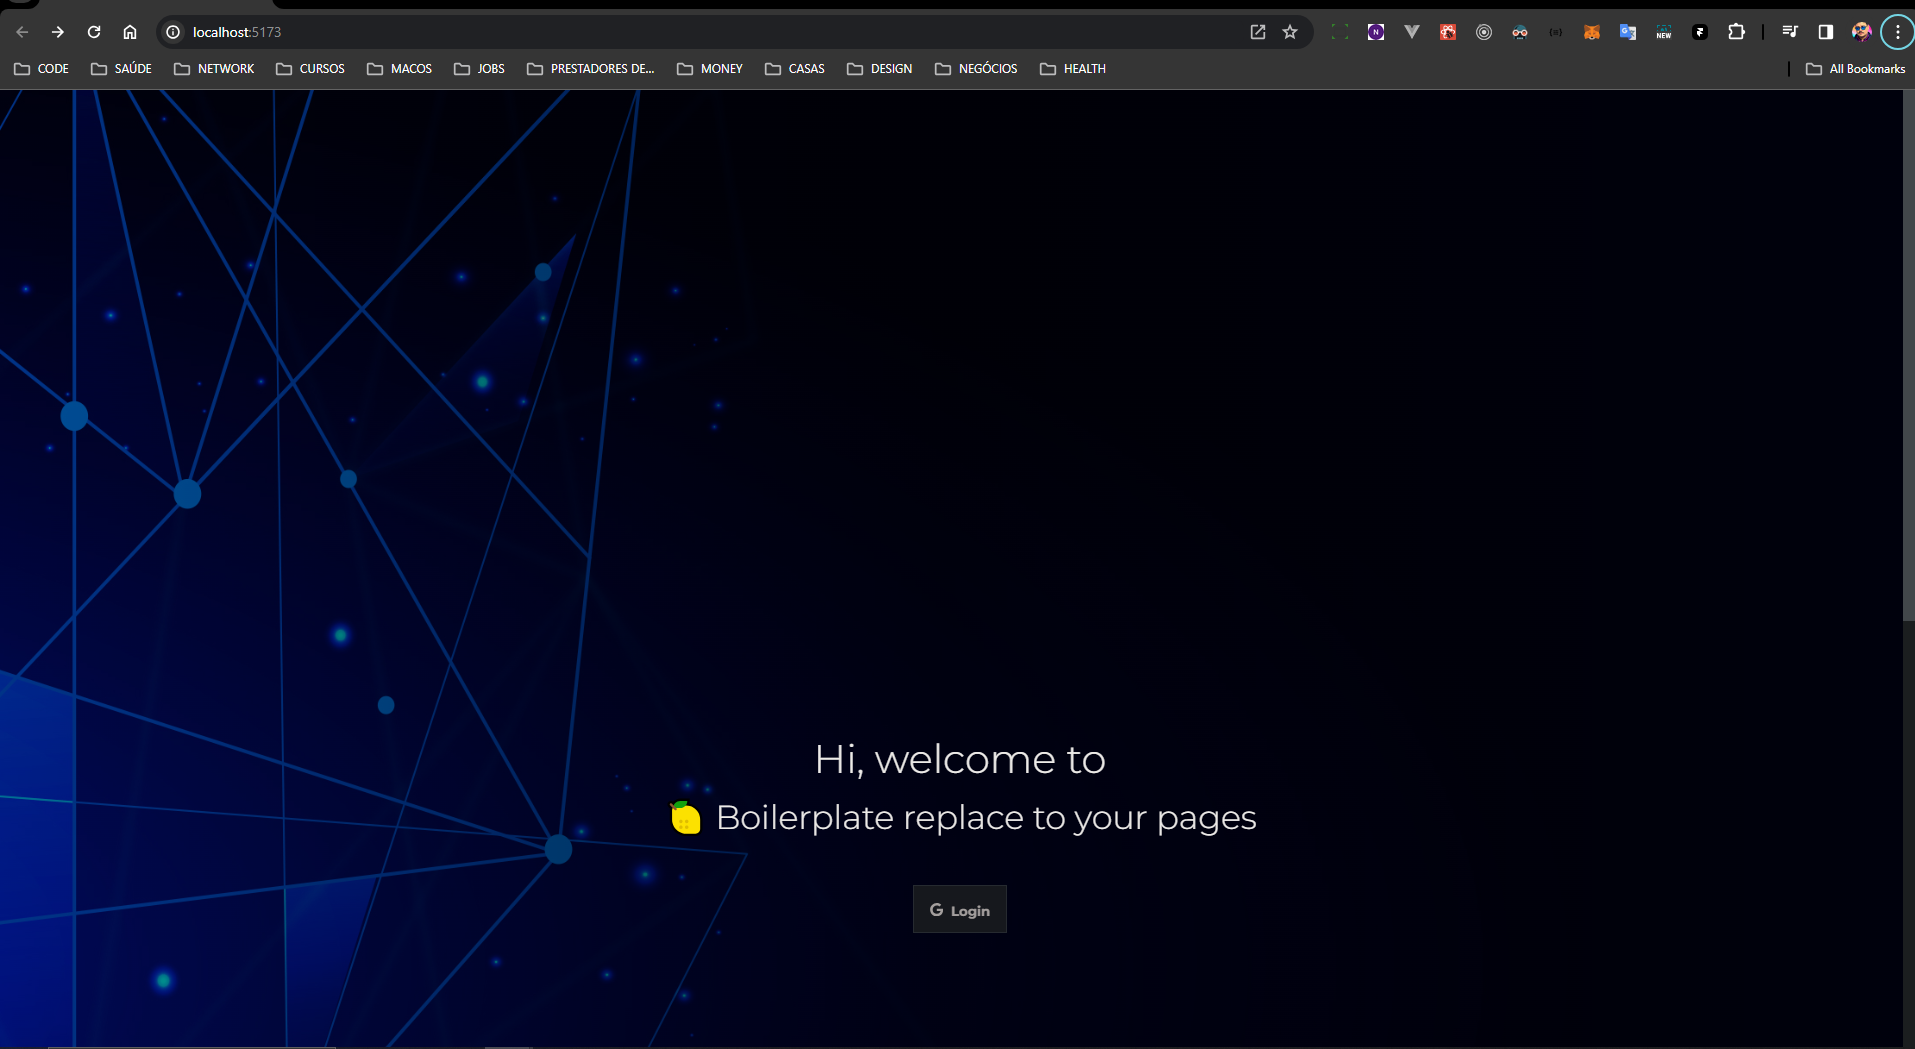 localhost:5173
NEW
CODE SAÚDE NETWORK CURSOS MACOS JOBS PRESTADORES DE... MONEY CASAS DESIGN NEGÓCIOS HEALTH All Bookmarks
Hi, welcome to
Boilerplate replace to your pages
G Login